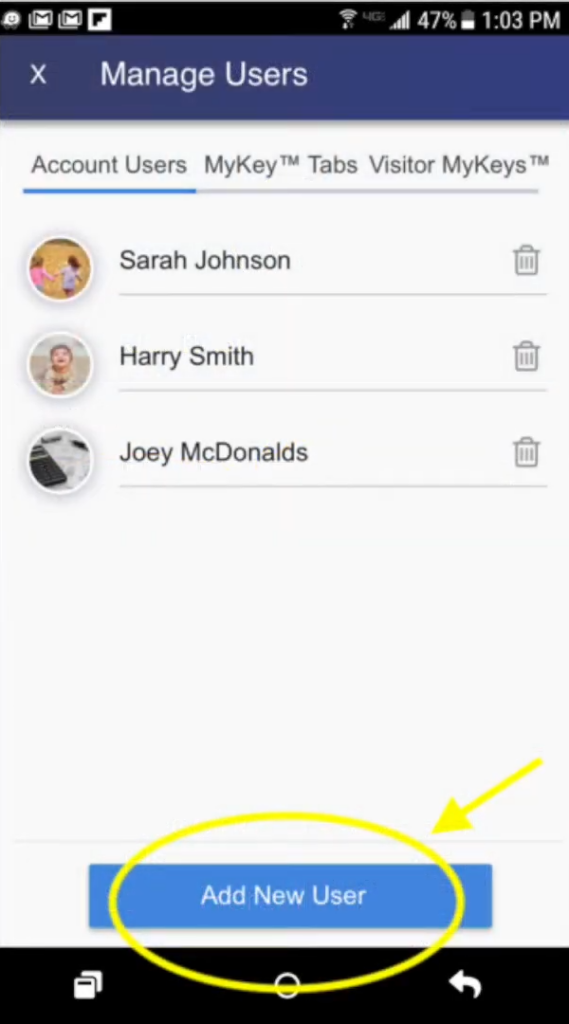 4G 47% 1:03 PM
X Manage Users
Account Users MyKey™ Tabs Visitor MyKeys™
Sarah Johnson
Harry Smith
Joey McDonalds
Add New User